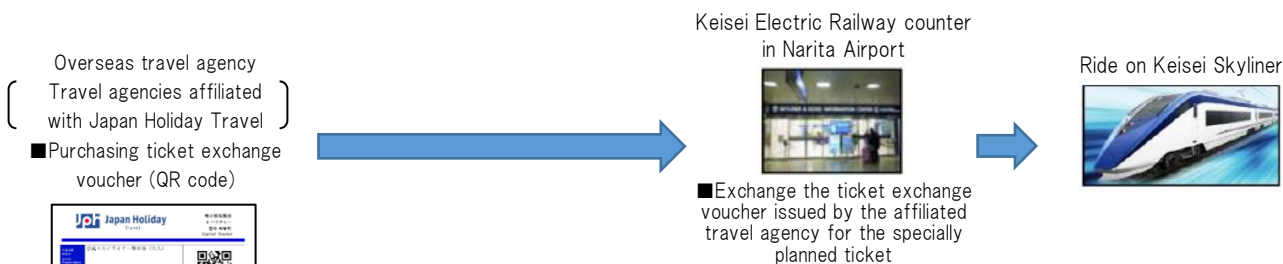 Overseas travel agency
Travel agencies affiliated
with Japan Holiday Travel
■Purchasing ticket exchange
voucher (QR code)
Japan Holiday
Travel
Keisei Electric Railway counter
in Narita Airport
■Exchange the ticket exchange
voucher issued by the affiliated
travel agency for the specially
planned ticket
Ride on Keisei Skyliner